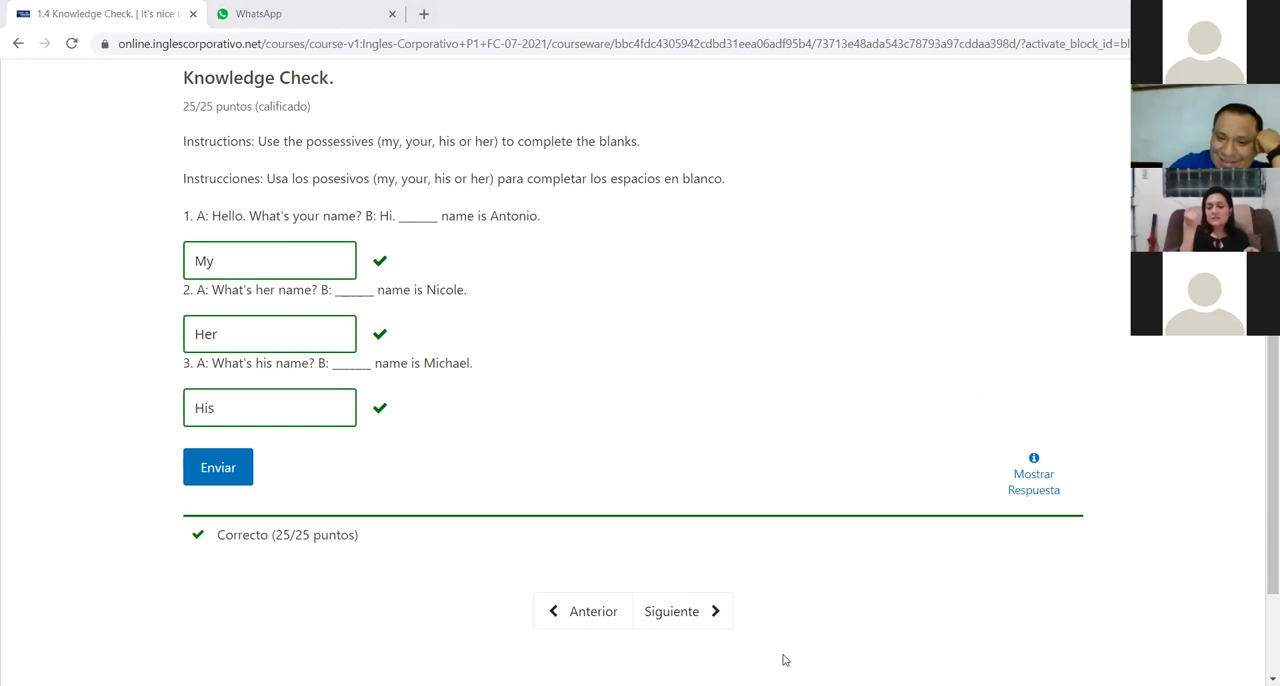 1.4 Knowledge Check. | It's nice t
WhatsApp
online.inglescorporativo.net/courses/course-v1:Ingles-Corporativo+P1+FC-07-2021/courseware/bbc4fdc4305942cdbd31eea06adf95b4/73713e48ada543c78793a97cddaa398d/?activate_block_id=bl
Knowledge Check.
25/25 puntos (calificado)
Instructions: Use the possessives (my, your, his or her) to complete the blanks.
Instrucciones: Usa los posesivos (my, your, his or her) para completar los espacios en blanco.
1. A: Hello. What's your name? B: Hi. ______ name is Antonio.
My
2. A: What's her name? B: ______ name is Nicole.
Her
3. A: What's his name? B: ______ name is Michael.
His
Enviar
Mostrar
Respuesta
Correcto (25/25 puntos)
Anterior
Siguiente